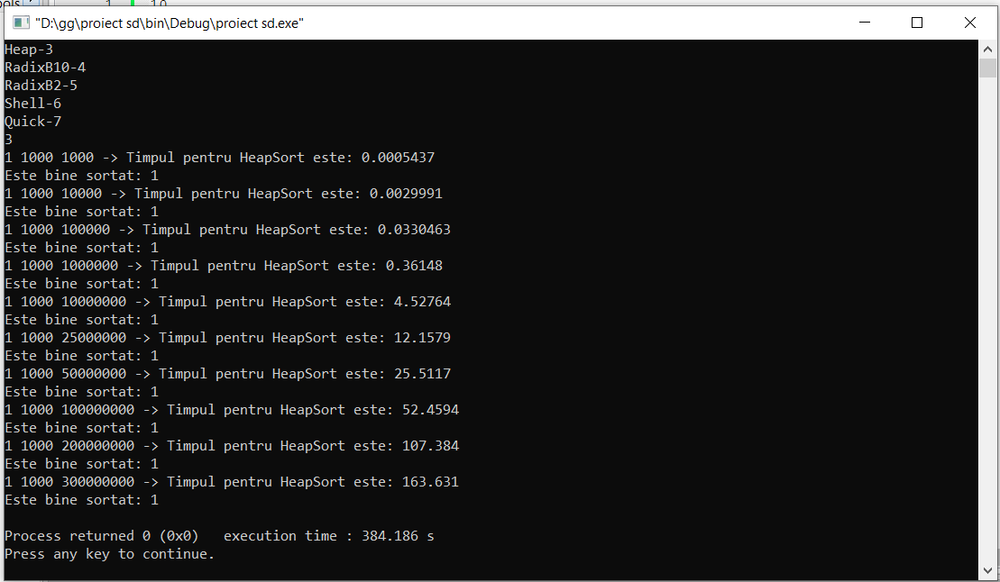 "D:\gg\proiect sd\bin\Debug\proiect sd.exe"
Heap-3
RadixB10-4
RadixB2-5
Shell-6
Quick-7
3
1 1000 1000 -> Timpul pentru HeapSort este: 0.0005437
Este bine sortat: 1
1 1000 10000 -> Timpul pentru HeapSort este: 0.0029991
Este bine sortat: 1
1 1000 100000 -> Timpul pentru HeapSort este: 0.0330463
Este bine sortat: 1
1 1000 1000000 -> Timpul pentru HeapSort este: 0.36148
Este bine sortat: 1
1 1000 10000000 -> Timpul pentru HeapSort este: 4.52764
Este bine sortat: 1
1 1000 25000000 -> Timpul pentru HeapSort este: 12.1579
Este bine sortat: 1
1 1000 50000000 -> Timpul pentru HeapSort este: 25.5117
Este bine sortat: 1
1 1000 100000000 -> Timpul pentru HeapSort este: 52.4594
Este bine sortat: 1
1 1000 200000000 -> Timpul pentru HeapSort este: 107.384
Este bine sortat: 1
1 1000 300000000 -> Timpul pentru HeapSort este: 163.631
Este bine sortat: 1
Process returned 0 (0x0)   execution time : 384.186 s
Press any key to continue.